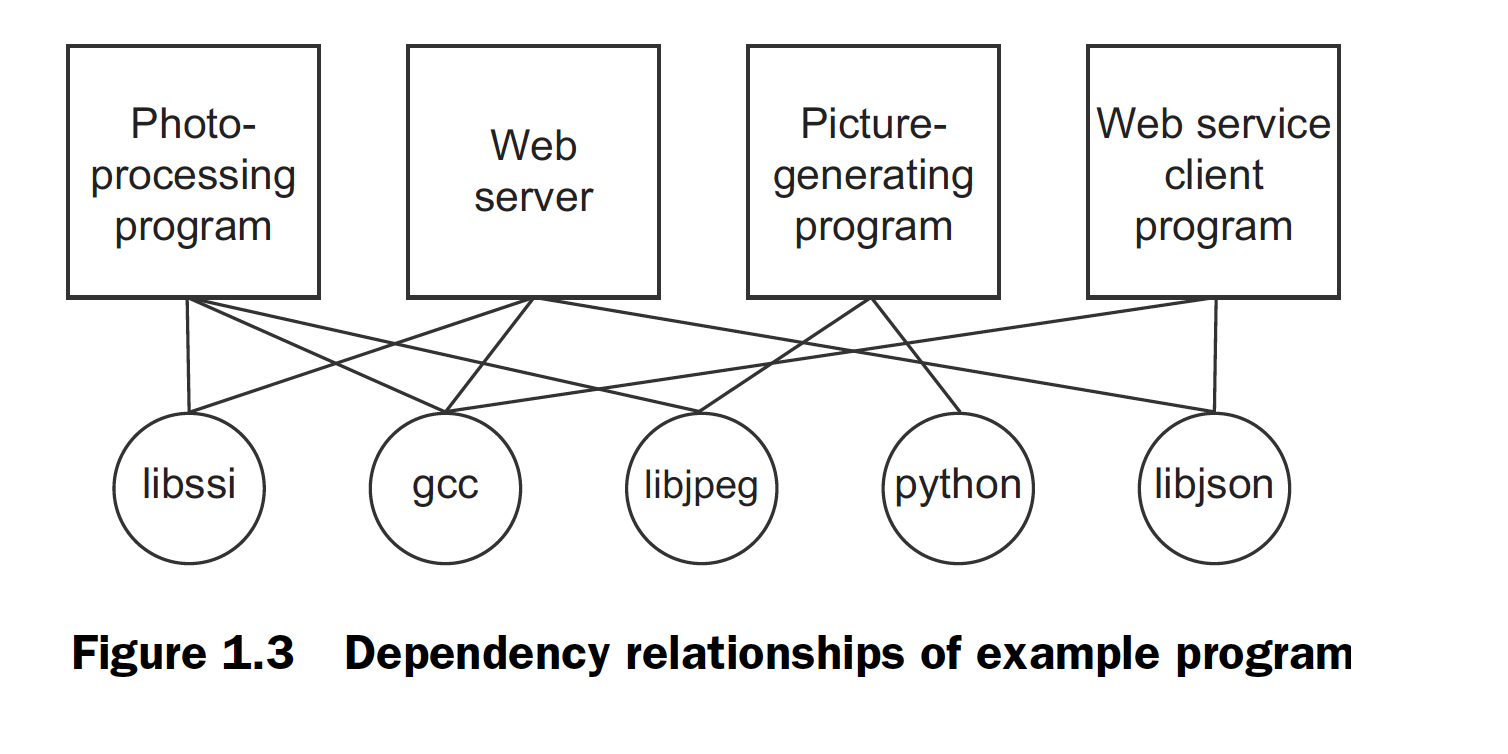 Photo-
processing
program
Web
server
Picture-
generating
program
Web service
client
program
libssi
gcc
libjpeg
python
libjson
Figure 1.3 Dependency relationships of example program